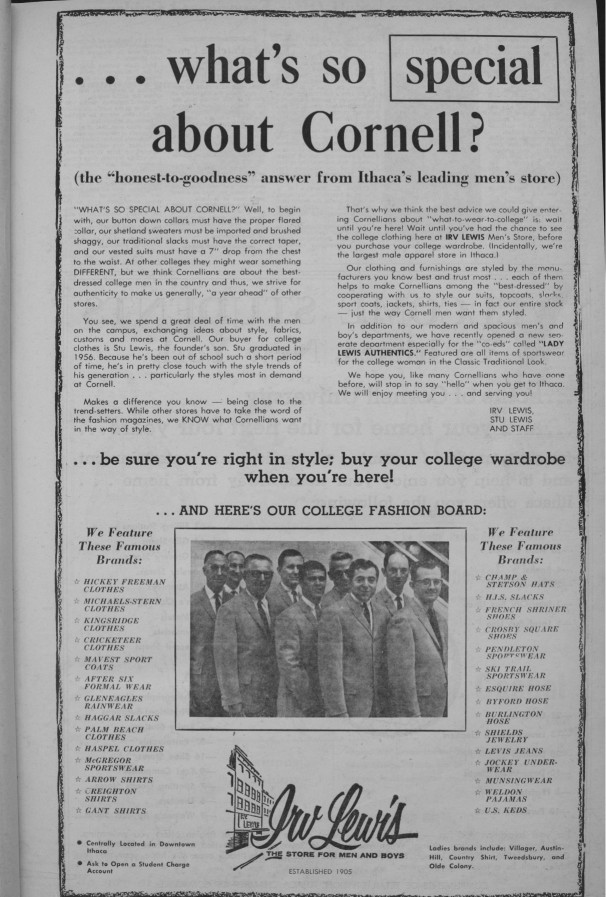 . . . what's so special
about Cornell?
(the "honest-to-goodness" answer from Ithaca's leading men's store)
"WHAT'S SO SPECIAL ABOUT CORNELL?" Well, to begin
with, our button down collars must have the proper flared
collar, our shetland sweaters must be imported and brushed
shaggy, our traditional slacks must have the correct taper,
and our vested suits must have a 7" drop from the chest
to the waist. At other colleges they might wear something
DIFFERENT, but we think Cornellians are about the best-
dressed college men in the country and thus, we strive for
authenticity to make us generally, "a year ahead" of other
stores.
You see, we spend a great deal of time with the men
on the campus, exchanging ideas about style, fabrics,
customs and mores at Cornell. Our buyer for college
clothes is Stu Lewis, the founder's son. Stu graduated in
1956. Because he's been out of school such a short period
of time, he's in pretty close touch with the style trends of
his generation . . . particularly the styles most in demand
at Cornell.
Makes a difference you know — being close to the
trend-setters. While other stores have to take the word of
the fashion magazines, we KNOW what Cornellians want
in the way of style.
That's why we think the best advice we could give enter-
ing Cornellians about "what-to-wear-to-college" is: wait
until you're here! Wait until you've had the chance to see
the college clothing here at IRV LEWIS Men's Store, before
you purchase your college wardrobe. (Incidentally, we're
the largest male apparel store in Ithaca.)
Our clothing and furnishings are styled by the manu-
facturers you know best and trust most . . . each of them
helps to make Cornellians among the "best-dressed" by
cooperating with us to style our suits, topcoats, slacks,
sport coats, jackets, shirts, ties — in fact our entire stock
— just the way Cornell men want them styled.
In addition to our modern and spacious men's and
boy's departments, we have recently opened a new sep-
arate department especially for the "co-eds" called "LADY
LEWIS AUTHENTICS." Featured are all items of sportswear
for the college woman in the Classic Traditional Look.
We hope you, like many Cornellians who have come
before, will stop in to say "hello" when you get to Ithaca.
We will enjoy meeting you . . . and serving you!
IRV LEWIS,
STU LEWIS
AND STAFF
. . . be sure you're right in style; buy your college wardrobe
when you're here!
. . . AND HERE'S OUR COLLEGE FASHION BOARD:
We Feature
These Famous
Brands:
☆ HICKEY FREEMAN
CLOTHES
☆ MICHAELS-STERN
CLOTHES
☆ KINGSRIDGE
CLOTHES
☆ CRICKETEER
CLOTHES
☆ MAVEST SPORT
COATS
☆ AFTER SIX
FORMAL WEAR
☆ GLENEAGLES
RAINWEAR
☆ HAGGAR SLACKS
☆ PALM BEACH
CLOTHES
☆ HASPEL CLOTHES
☆ McGREGOR
SPORTSWEAR
☆ ARROW SHIRTS
☆ CREIGHTON
SHIRTS
☆ GANT SHIRTS
We Feature
These Famous
Brands:
☆ CHAMP &
STETSON HATS
☆ H.I.S. SLACKS
☆ FRENCH SHRINER
SHOES
☆ CROSBY SQUARE
SHOES
☆ PENDLETON
SPORTSWEAR
☆ SKI TRAIL
SPORTSWEAR
☆ ESQUIRE HOSE
☆ BYFORD HOSE
☆ BURLINGTON
HOSE
☆ SHIELDS
JEWELRY
☆ LEVIS JEANS
☆ JOCKEY UNDER-
WEAR
☆ MUNSINGWEAR
☆ WELDON
PAJAMAS
☆ U.S. KEDS
● Centrally Located in Downtown
Ithaca
● Ask to Open a Student Charge
Account
Irv Lewis
THE STORE FOR MEN AND BOYS
ESTABLISHED 1905
Ladies brands include: Villager, Austin-
Hill, Country Shirt, Tweedsbury, and
Olde Colony.